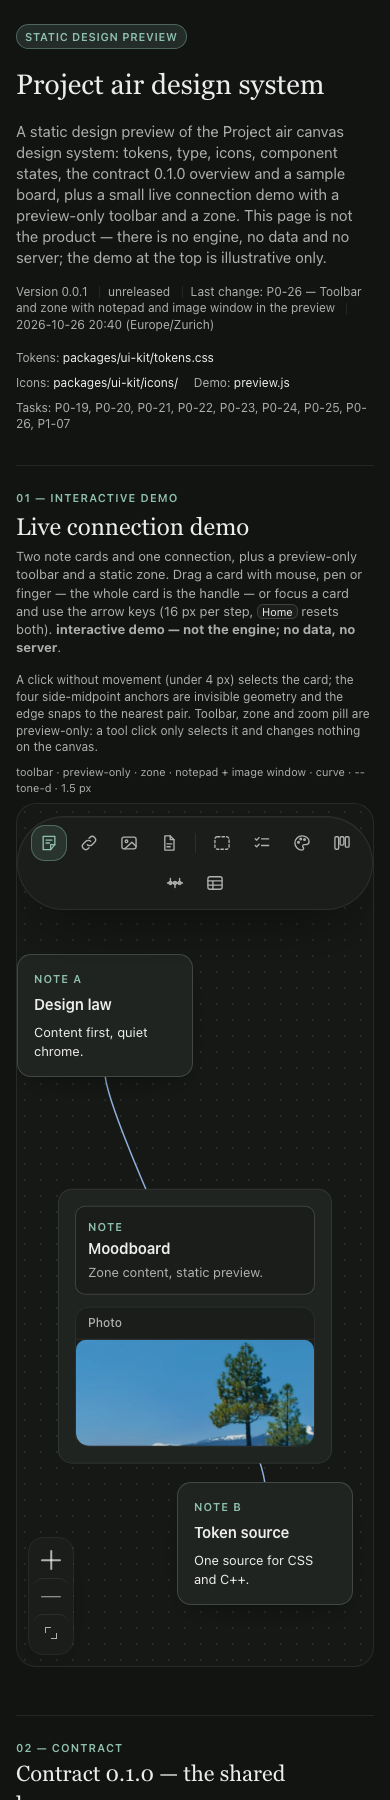 STATIC DESIGN PREVIEW
Project air design system
A static design preview of the Project air canvas
design system: tokens, type, icons, component
states, the contract 0.1.0 overview and a sample
board, plus a small live connection demo with a
preview-only toolbar and a zone. This page is not
the product — there is no engine, no data and no
server; the demo at the top is illustrative only.
Version 0.0.1 | unreleased | Last change: P0-26 — Toolbar
and zone with notepad and image window in the preview |
2026-10-26 20:40 (Europe/Zurich)
Tokens: packages/ui-kit/tokens.css
Icons: packages/ui-kit/icons/ Demo: preview.js
Tasks: P0-19, P0-20, P0-21, P0-22, P0-23, P0-24, P0-25, P0-
26, P1-07
01 — INTERACTIVE DEMO
Live connection demo
Two note cards and one connection, plus a preview-only
toolbar and a static zone. Drag a card with mouse, pen or
finger — the whole card is the handle — or focus a card
and use the arrow keys (16 px per step, Home resets
both). interactive demo — not the engine; no data, no
server.
A click without movement (under 4 px) selects the card; the
four side-midpoint anchors are invisible geometry and the
edge snaps to the nearest pair. Toolbar, zone and zoom pill are
preview-only: a tool click only selects it and changes nothing
on the canvas.
toolbar · preview-only · zone · notepad + image window · curve · --
tone-d · 1.5 px
NOTE A
Design law
Content first, quiet
chrome.
NOTE
Moodboard
Zone content, static preview.
Photo
NOTE B
Token source
One source for CSS
and C++.
02 — CONTRACT
Contract 0.1.0 — the shared